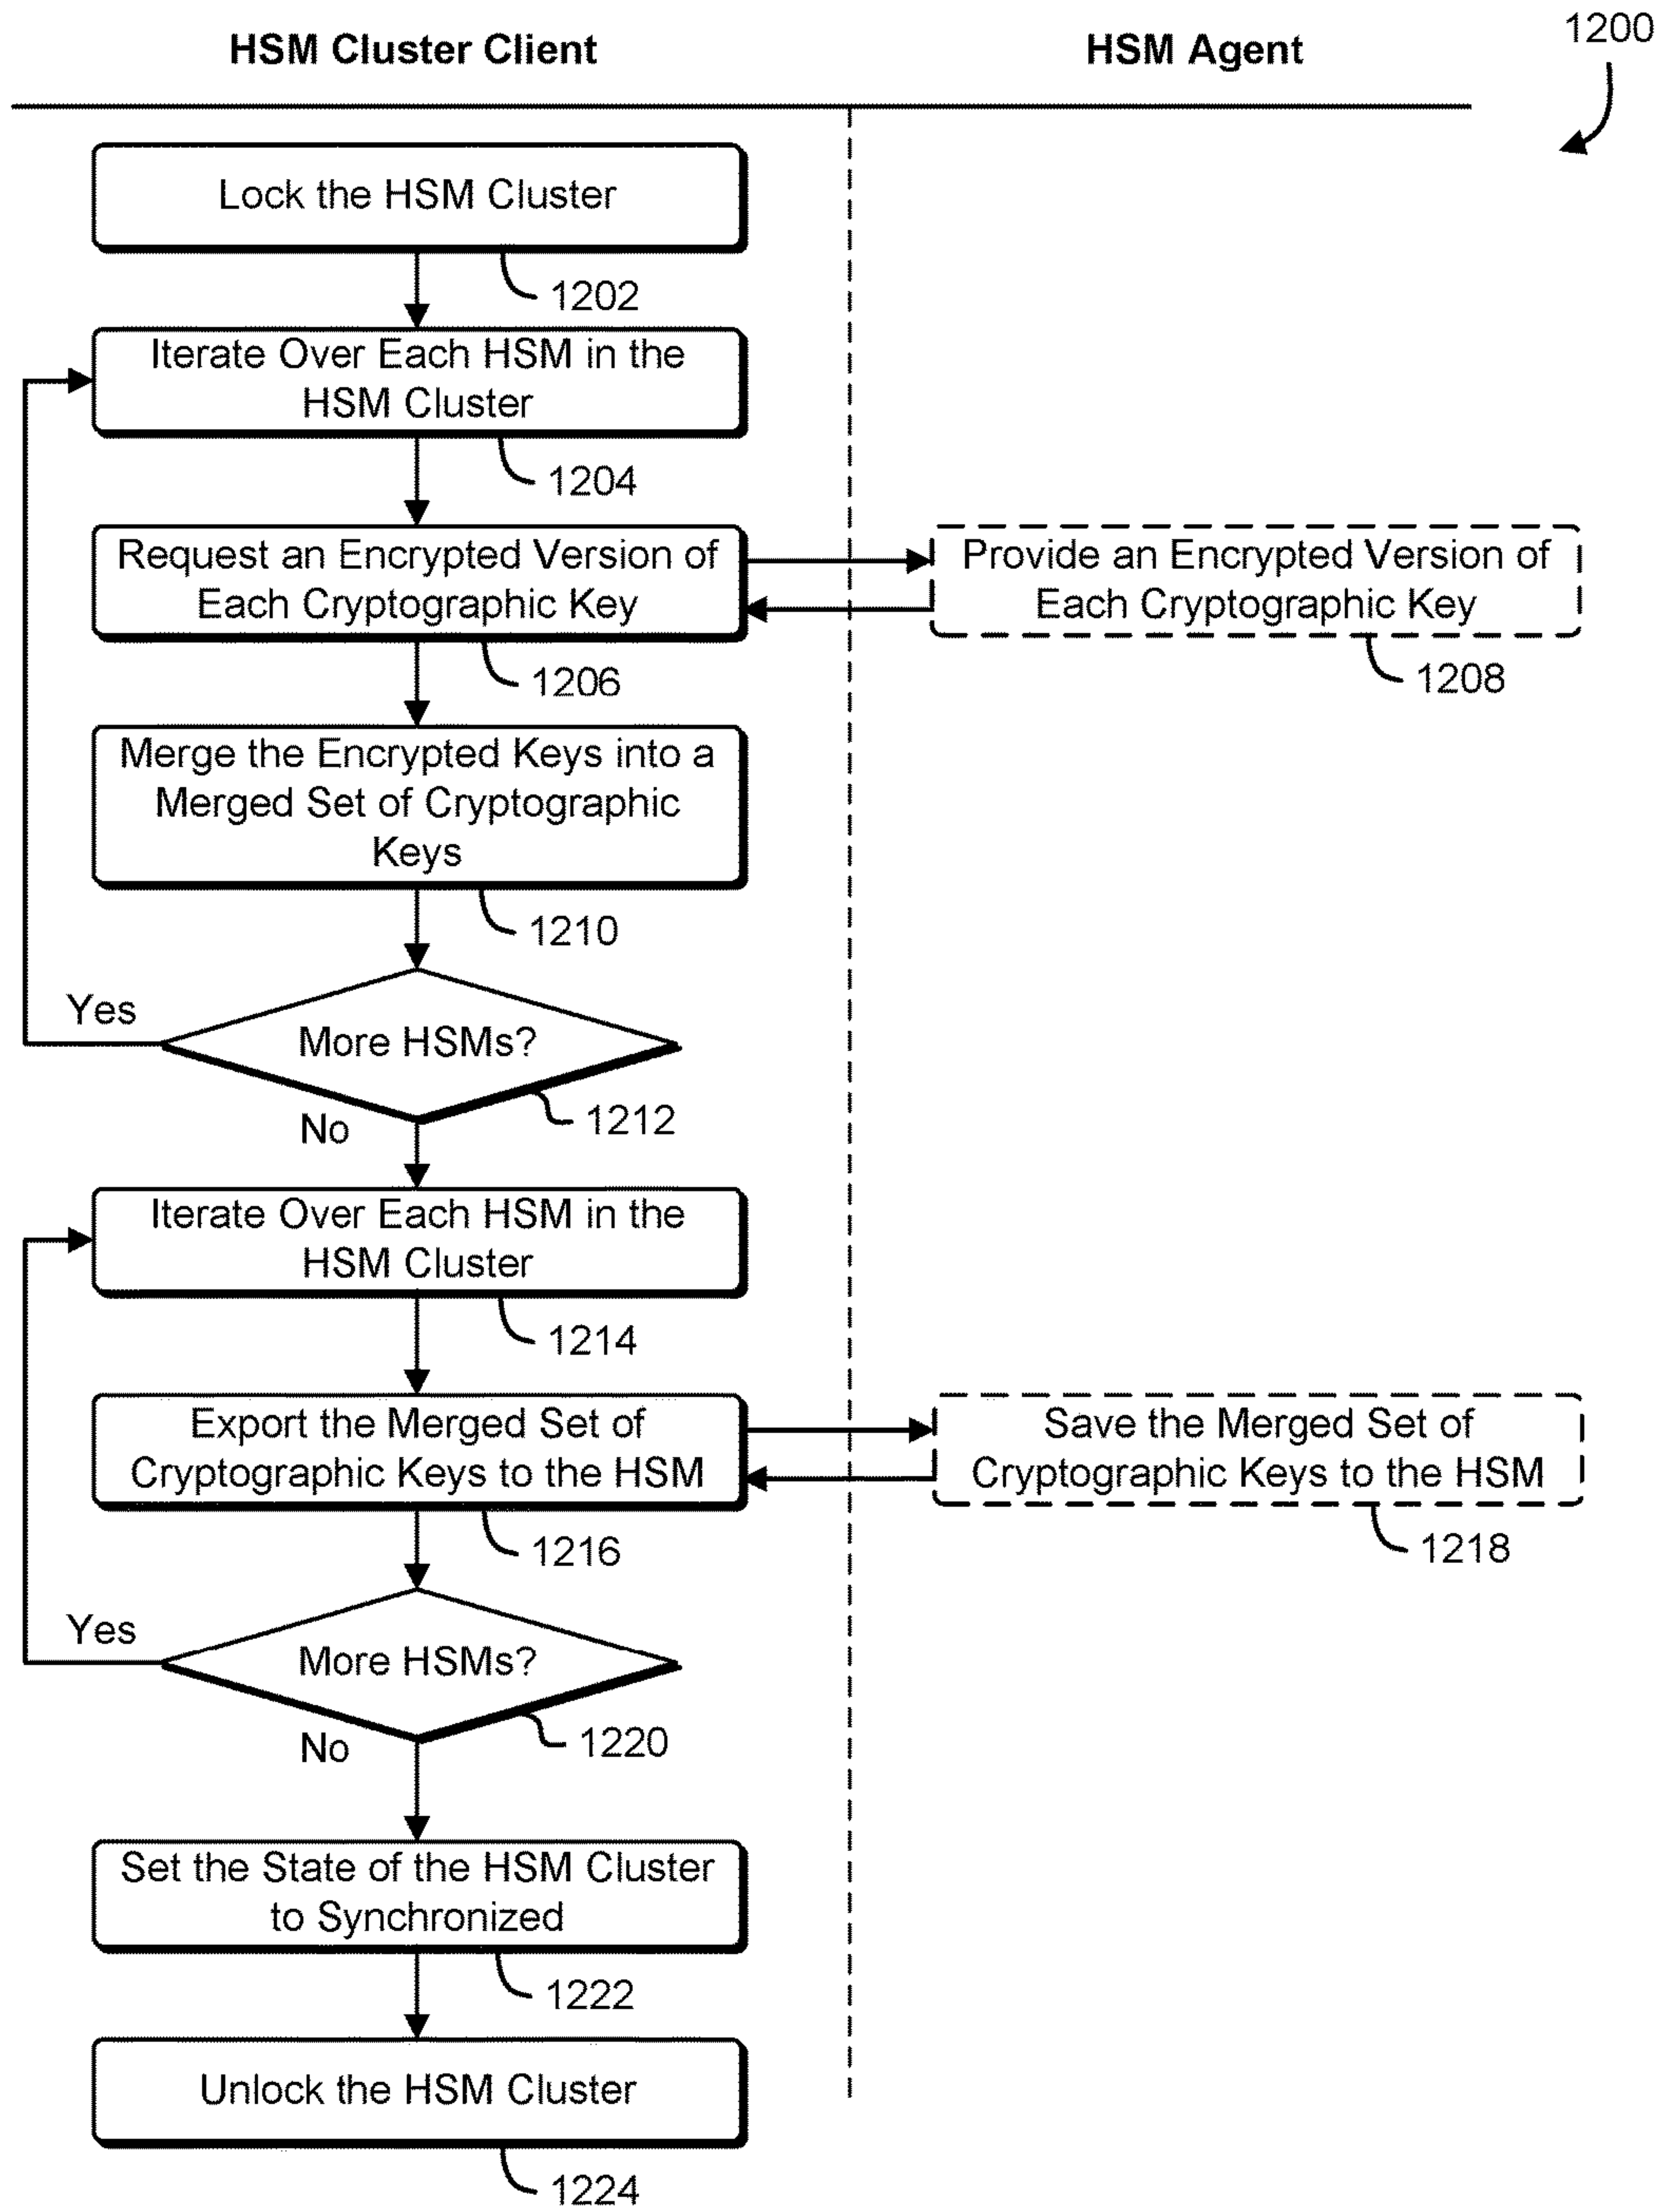 HSM Cluster Client
HSM Agent
1200
Lock the HSM Cluster
1202
Iterate Over Each HSM in the
HSM Cluster
1204
Request an Encrypted Version of
Each Cryptographic Key
1206
Provide an Encrypted Version of
Each Cryptographic Key
1208
Merge the Encrypted Keys into a
Merged Set of Cryptographic
Keys
1210
Yes
More HSMs?
1212
No
Iterate Over Each HSM in the
HSM Cluster
1214
Export the Merged Set of
Cryptographic Keys to the HSM
1216
Save the Merged Set of
Cryptographic Keys to the HSM
1218
Yes
More HSMs?
1220
No
Set the State of the HSM Cluster
to Synchronized
1222
Unlock the HSM Cluster
1224